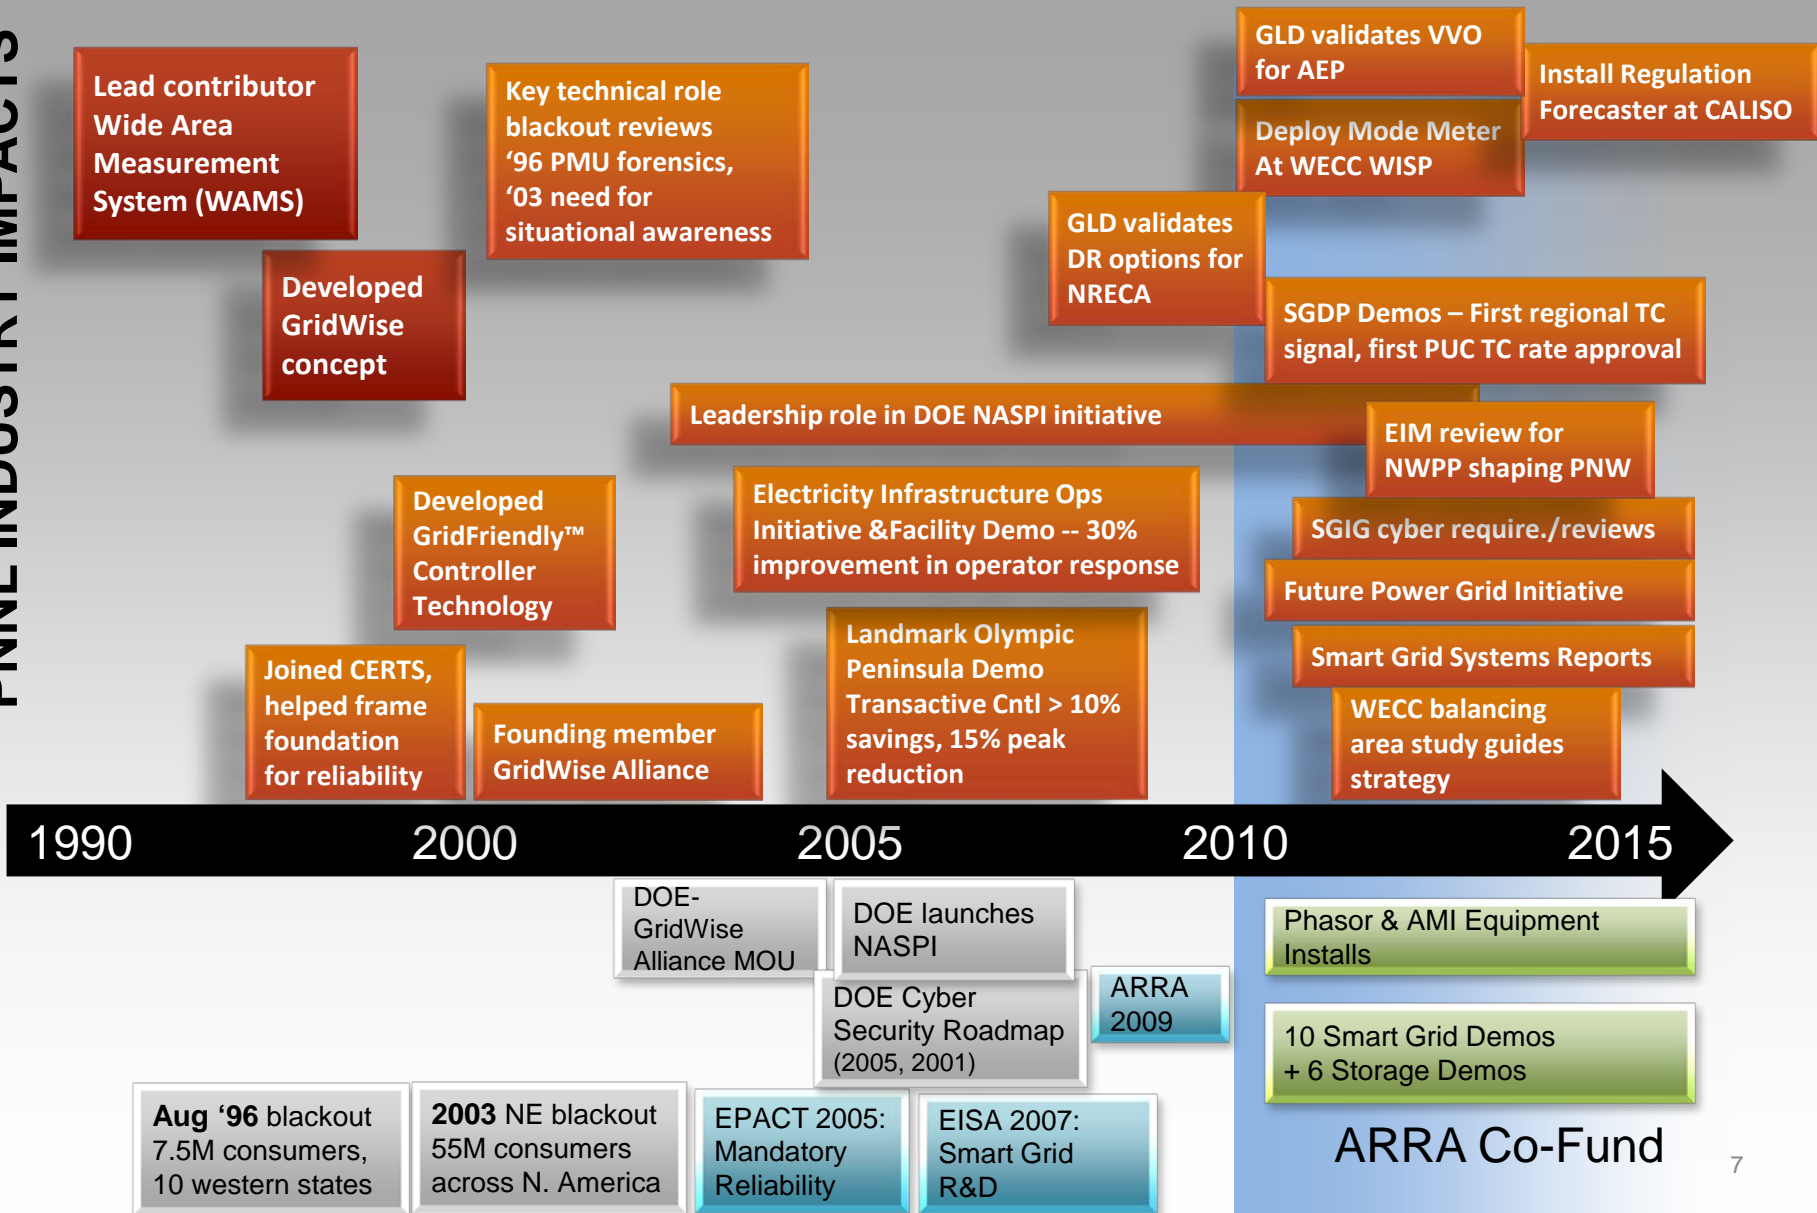 PNNL INDUSTRY IMPACTS
Lead contributor
Wide Area
Measurement
System (WAMS)
Developed
GridWise
concept
Key technical role
blackout reviews
‘96 PMU forensics,
‘03 need for
situational awareness
GLD validates VVO
for AEP
Install Regulation
Forecaster at CALISO
Deploy Mode Meter
At WECC WISP
GLD validates
DR options for
NRECA
SGDP Demos – First regional TC
signal, first PUC TC rate approval
Leadership role in DOE NASPI initiative
EIM review for
NWPP shaping PNW
Developed
GridFriendly™
Controller
Technology
Electricity Infrastructure Ops
Initiative &Facility Demo -- 30%
improvement in operator response
SGIG cyber require./reviews
Future Power Grid Initiative
Smart Grid Systems Reports
Joined CERTS,
helped frame
foundation
for reliability
Founding member
GridWise Alliance
Landmark Olympic
Peninsula Demo
Transactive Cntl > 10%
savings, 15% peak
reduction
WECC balancing
area study guides
strategy
1990 2000 2005 2010 2015
DOE-
GridWise
Alliance MOU
DOE launches
NASPI
DOE Cyber
Security Roadmap
(2005, 2001)
ARRA
2009
Phasor & AMI Equipment
Installs
10 Smart Grid Demos
+ 6 Storage Demos
Aug ‘96 blackout
7.5M consumers,
10 western states
2003 NE blackout
55M consumers
across N. America
EPACT 2005:
Mandatory
Reliability
EISA 2007:
Smart Grid
R&D
ARRA Co-Fund
7